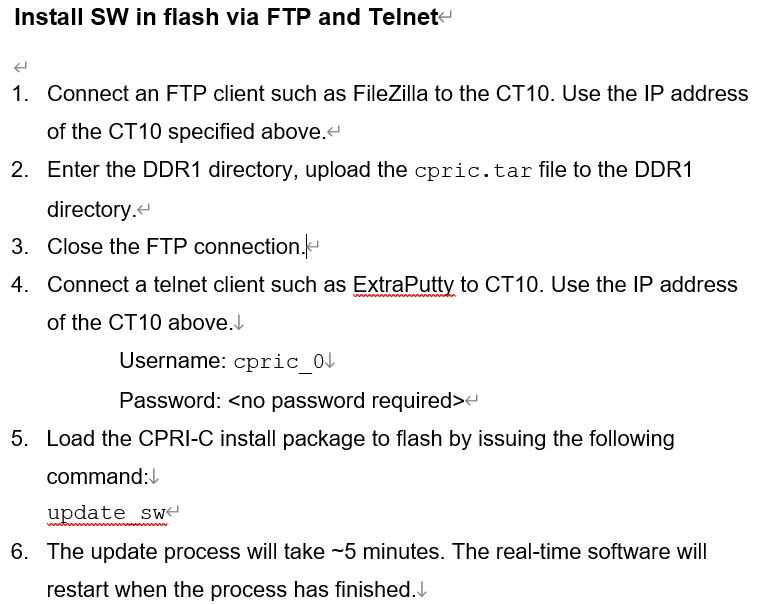 Install SW in flash via FTP and Telnet
1. Connect an FTP client such as FileZilla to the CT10. Use the IP address
of the CT10 specified above.
2. Enter the DDR1 directory, upload the cpric.tar file to the DDR1
directory.
3. Close the FTP connection.
4. Connect a telnet client such as ExtraPutty to CT10. Use the IP address
of the CT10 above.
Username: cpric_0
Password: <no password required>
5. Load the CPRI-C install package to flash by issuing the following
command:
update_sw
6. The update process will take ~5 minutes. The real-time software will
restart when the process has finished.